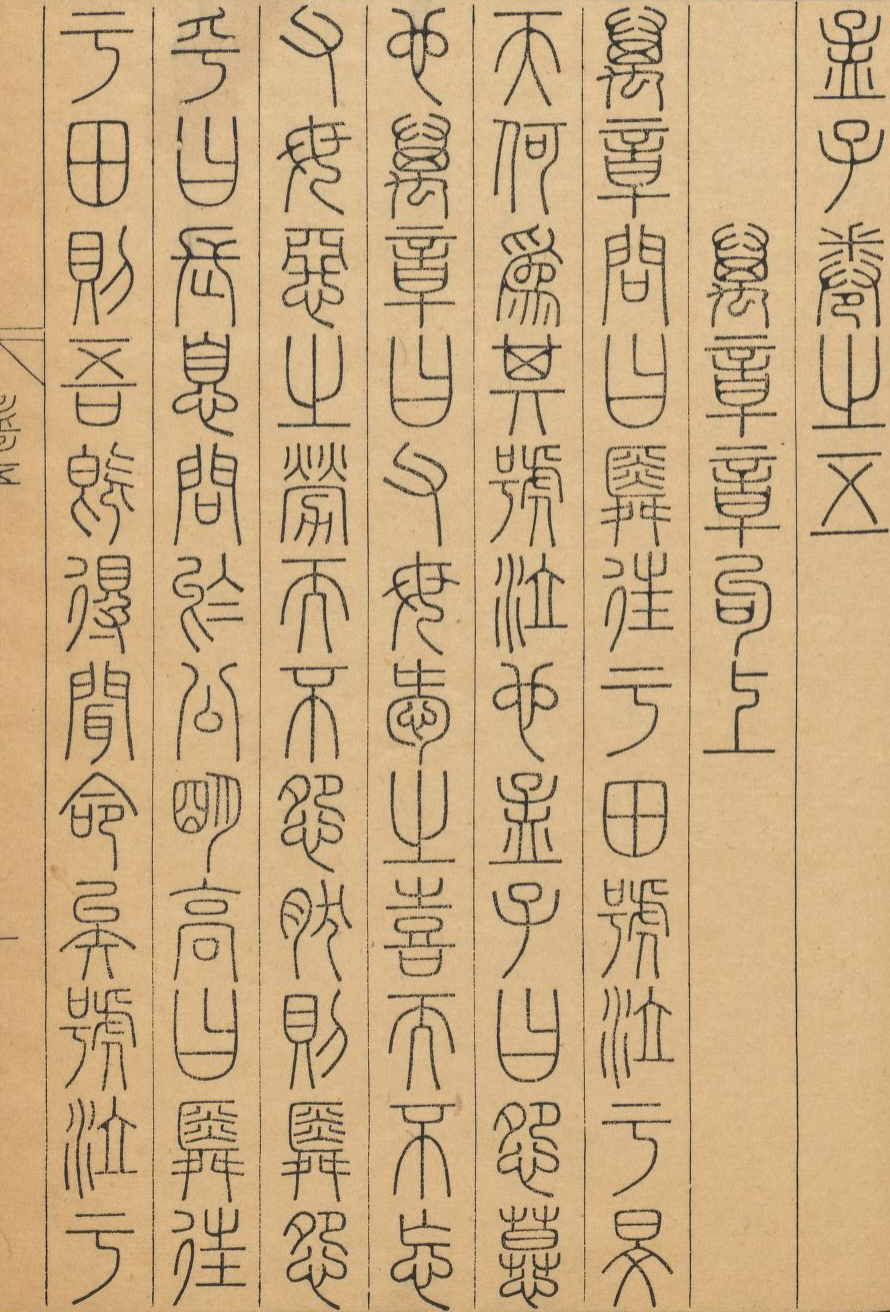 孟子卷之五
萬章章句上
萬章問曰舜往于田號泣于旻
天何爲其號泣也孟子曰怨慕
也萬章曰父母愛之喜而不忘
父母惡之勞而不怨然則舜怨
乎曰長息問於公明高曰舜往
于田則吾旣得聞命矣號泣于